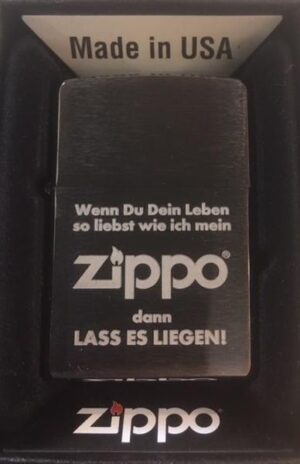 Made in USA
Wenn Du Dein Leben
so liebst wie ich mein
zippo®
dann
LASS ES LIEGEN!
zippo